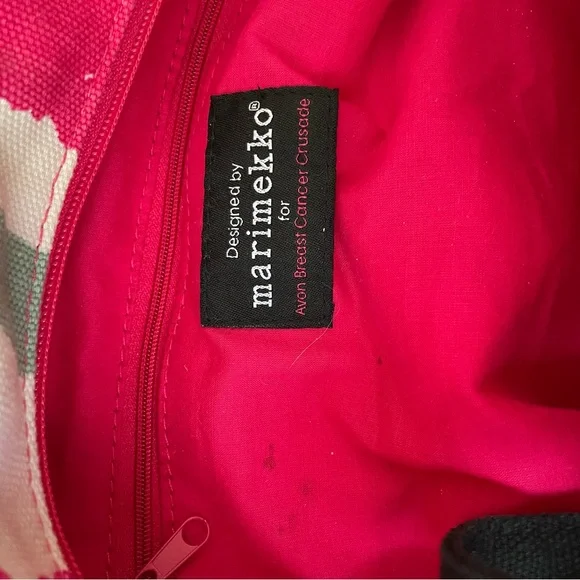 Designed by
marimekko®
for
Avon Breast Cancer Crusade